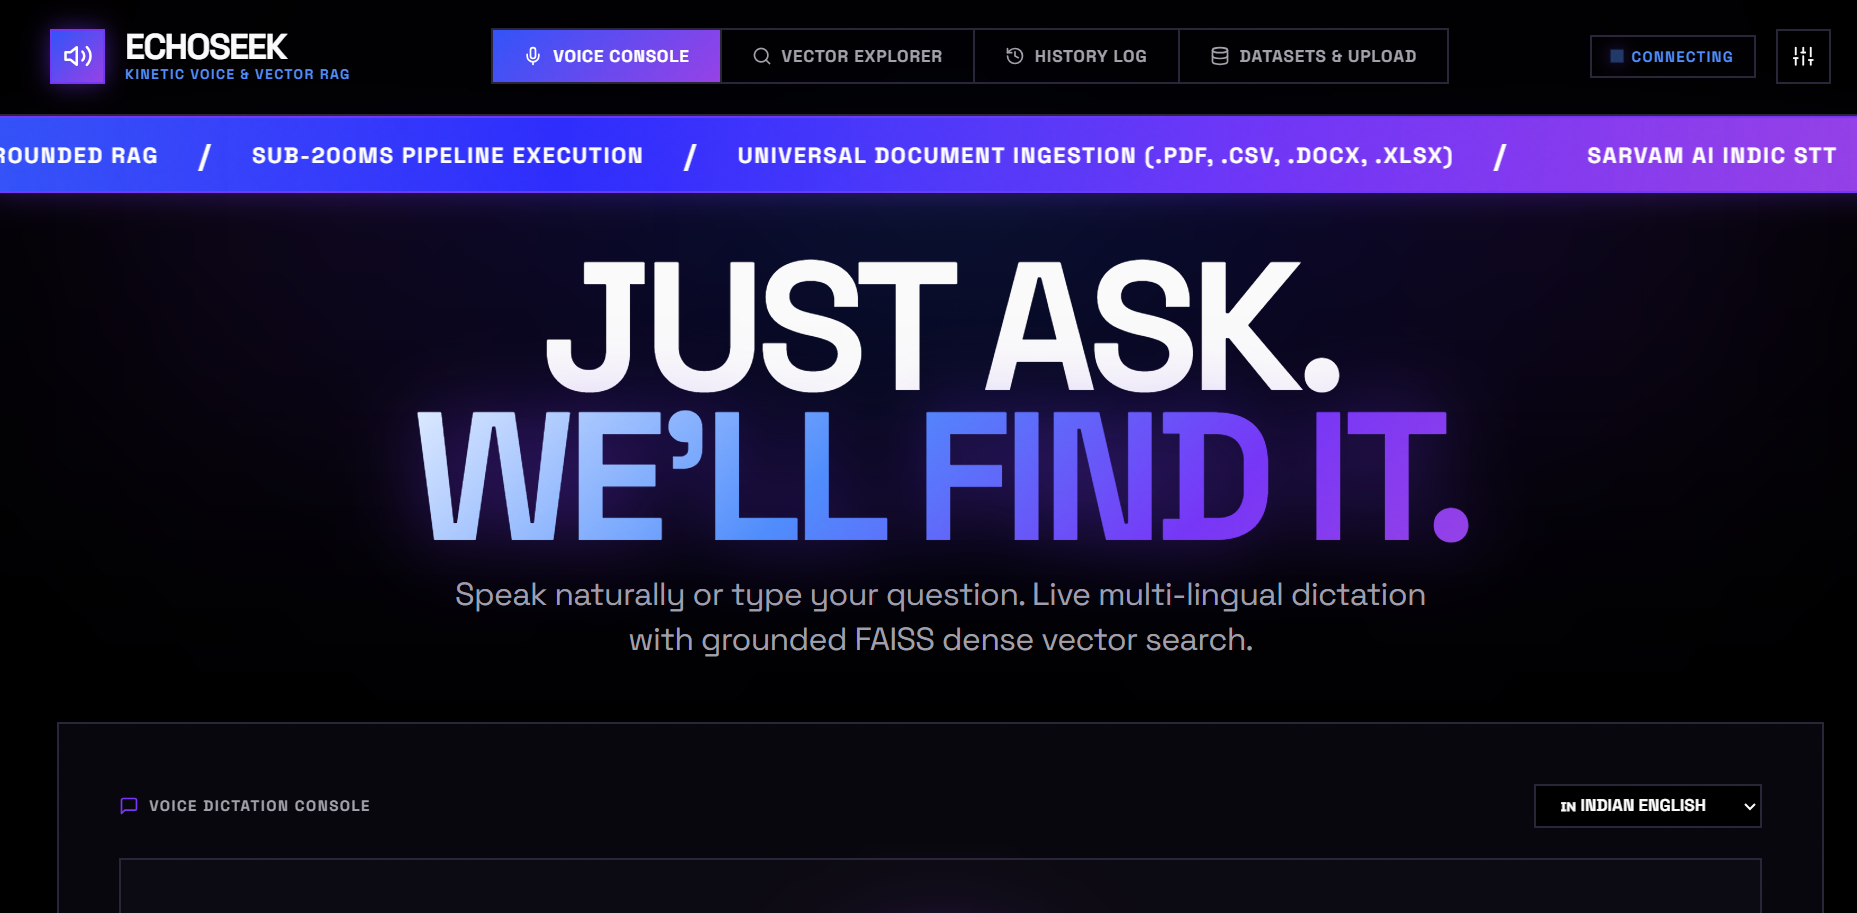 ECHOSEEK
KINETIC VOICE & VECTOR RAG
VOICE CONSOLE
VECTOR EXPLORER
HISTORY LOG
DATASETS & UPLOAD
CONNECTING
ROUNDED RAG / SUB-200MS PIPELINE EXECUTION / UNIVERSAL DOCUMENT INGESTION (.PDF, .CSV, .DOCX, .XLSX) / SARVAM AI INDIC STT
JUST ASK.
WE’LL FIND IT.
Speak naturally or type your question. Live multi-lingual dictation
with grounded FAISS dense vector search.
VOICE DICTATION CONSOLE
IN INDIAN ENGLISH